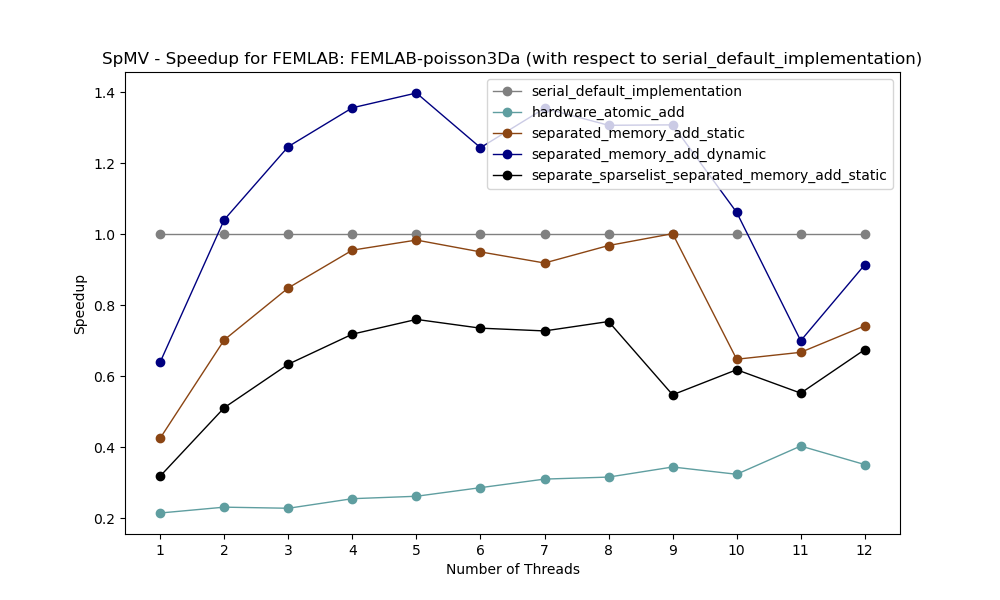 SpMV - Speedup for FEMLAB: FEMLAB-poisson3Da (with respect to serial_default_implementation)
serial_default_implementation
hardware_atomic_add
separated_memory_add_static
separated_memory_add_dynamic
separate_sparselist_separated_memory_add_static
Speedup
1.4
1.2
1.0
0.8
0.6
0.4
0.2
1 2 3 4 5 6 7 8 9 10 11 12
Number of Threads